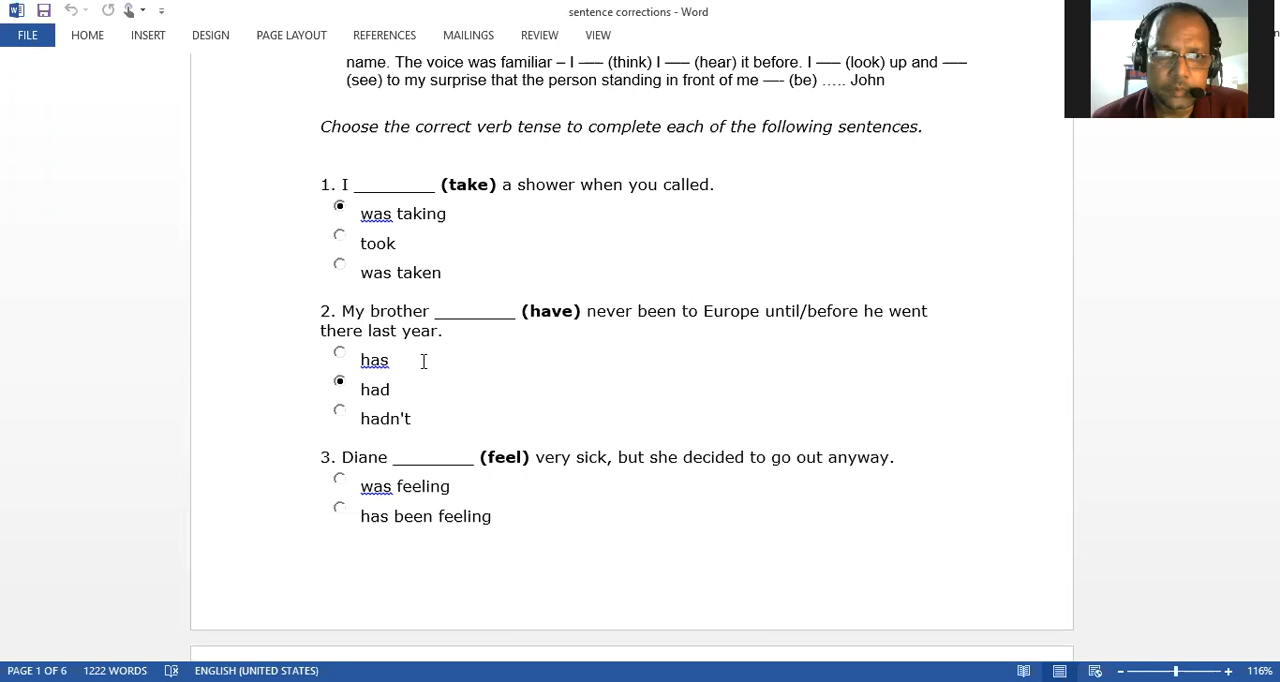 sentence corrections - Word
FILE HOME INSERT DESIGN PAGE LAYOUT REFERENCES MAILINGS REVIEW VIEW
name. The voice was familiar – I —– (think) I —– (hear) it before. I —– (look) up and —–
(see) to my surprise that the person standing in front of me —- (be) ….. John
Choose the correct verb tense to complete each of the following sentences.
1. I ________ (take) a shower when you called.
was taking
took
was taken
2. My brother ________ (have) never been to Europe until/before he went
there last year.
has
had
hadn't
3. Diane ________ (feel) very sick, but she decided to go out anyway.
was feeling
has been feeling
PAGE 1 OF 6 1222 WORDS ENGLISH (UNITED STATES) 116%